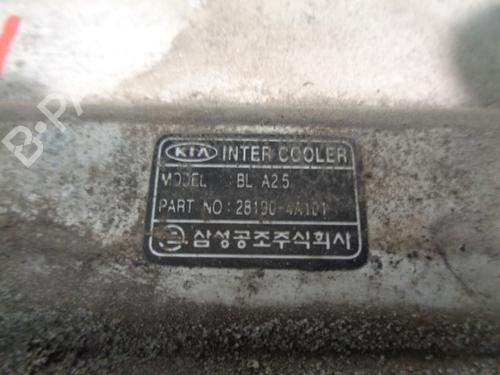 KIA INTER COOLER
MODEL : BL A2.5
PART NO : 28190-4A101
삼성공조주식회사
B-Parts